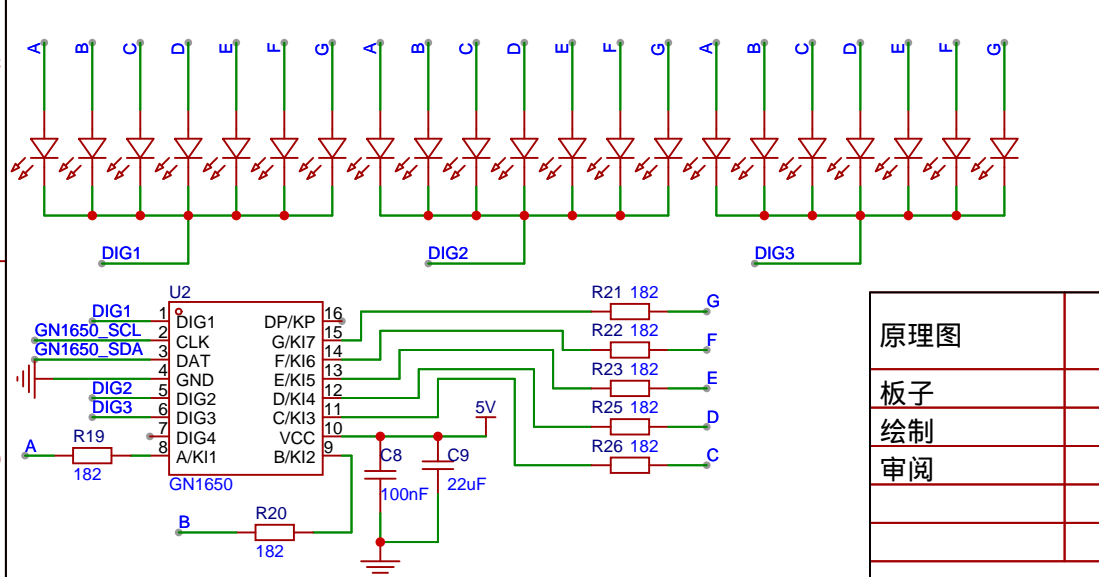 A B C D E F G A B C D E F G A B C D E F G
DIG1 DIG2 DIG3
U2
DIG1 1 DIG1 DP/KP 16
GN1650_SCL 2 CLK G/KI7 15
GN1650_SDA 3 DAT F/KI6 14
4 GND E/KI5 13
DIG2 5 DIG2 D/KI4 12
DIG3 6 DIG3 C/KI3 11
7 DIG4 VCC 10
8 A/KI1 B/KI2 9
GN1650
A R19
182
B R20
182
5V
C8
100nF
C9
22uF
R21 182 G
R22 182 F
R23 182 E
R25 182 D
R26 182 C
原理图
板子
绘制
审阅